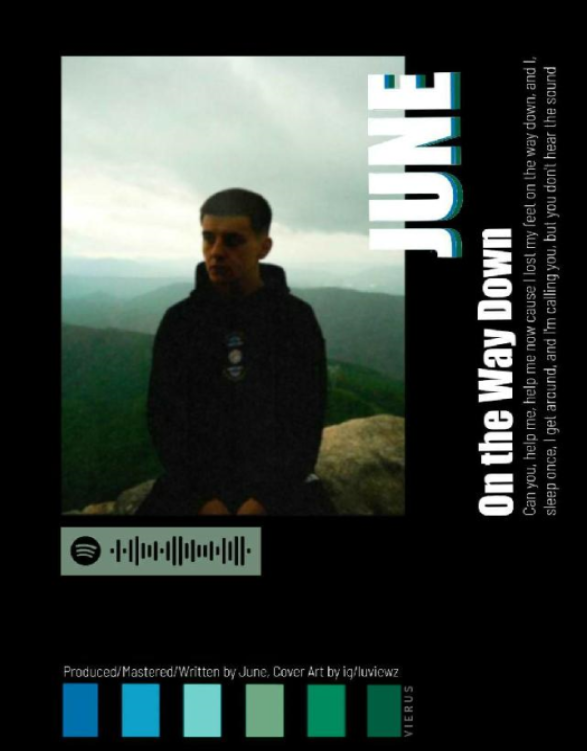 JUNE
On the Way Down
Can you, help me, help me now cause I lost my feet on the way down, and I,
sleep once, I get around, and I'm calling you, but you don't hear the sound
Produced/Mastered/Written by June, Cover Art by ig/luviewz
VIERUS